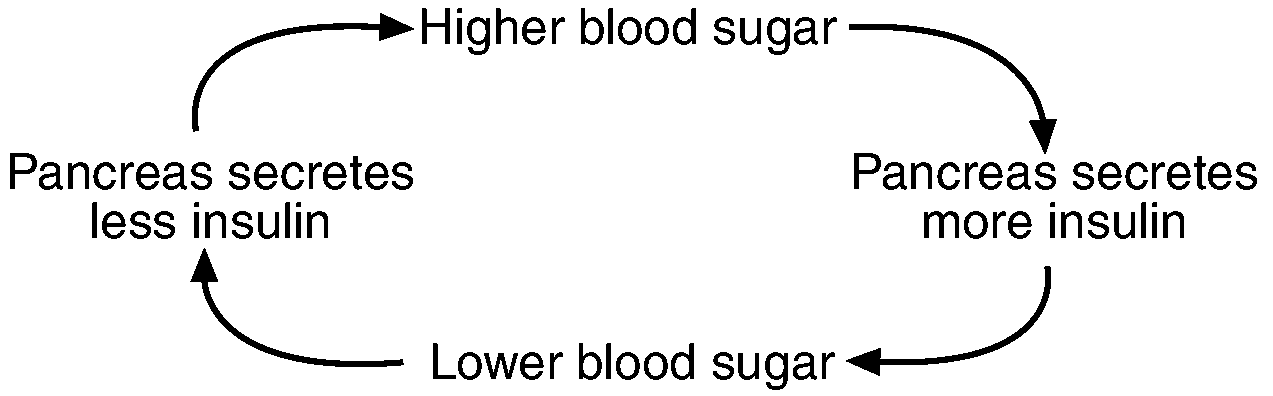 Higher blood sugar
Pancreas secretes
less insulin
Pancreas secretes
more insulin
Lower blood sugar